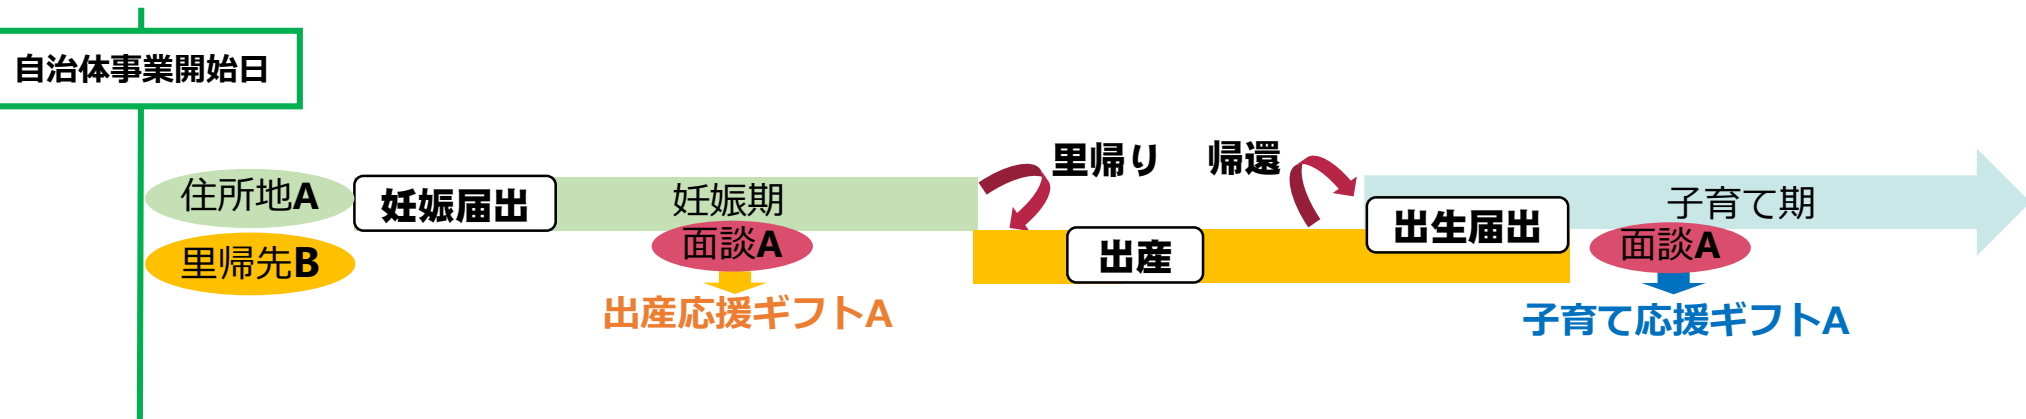 自治体事業開始日
里帰り
帰還
住所地A
妊娠届出
妊娠期
子育て期
里帰先B
面談A
出産
出生届出
面談A
出産応援ギフトA
子育て応援ギフトA